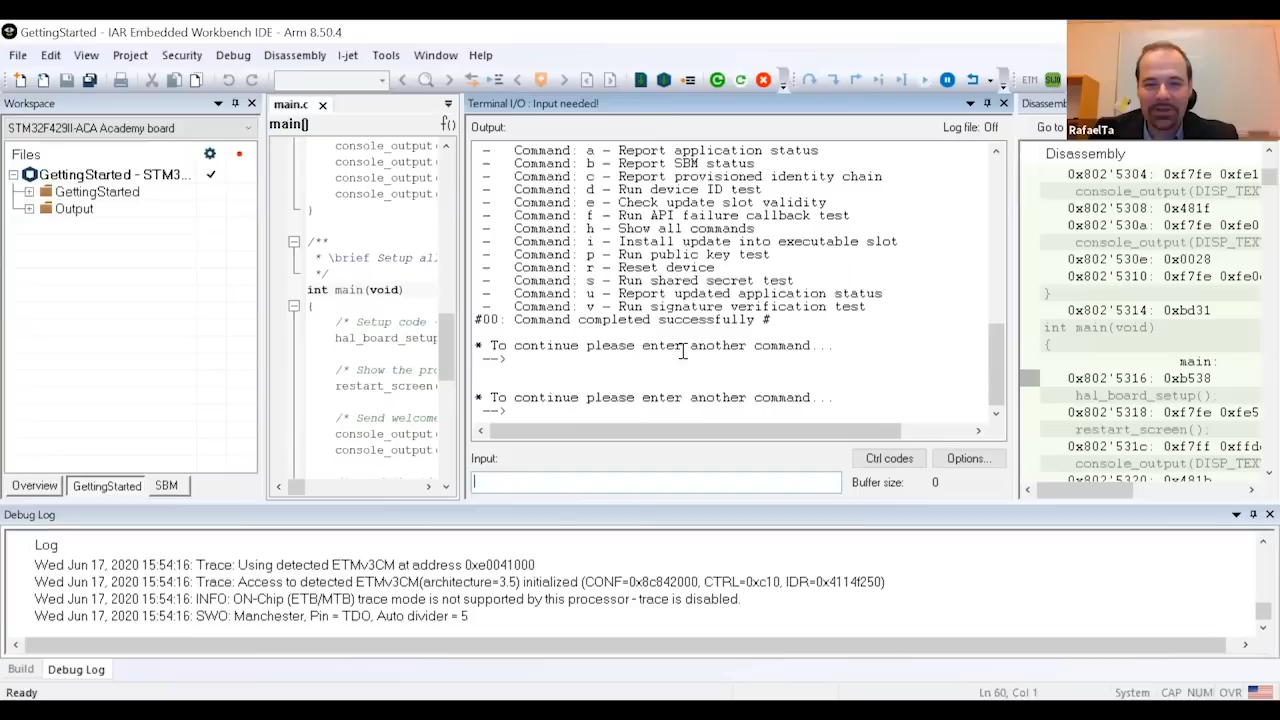 GettingStarted - IAR Embedded Workbench IDE - Arm 8.50.4
File Edit View Project Security Debug Disassembly I-jet Tools Window Help
ETM
RafaelTa
Workspace
STM32F429II-ACA Academy board
Files
GettingStarted - STM3...
GettingStarted
Output
Overview GettingStarted SBM
main.c
main()
f()
console_output(
console_output(
console_output(
console_output(
}
/**
* \brief Setup all
*/
int main(void)
{
/* Setup code -
hal_board_setup
/* Show the pro
restart_screen(
/* Send welcome
console_output(
console_output(
Terminal I/O : Input needed!
Output: Log file: Off
- Command: a - Report application status
- Command: b - Report SBM status
- Command: c - Report provisioned identity chain
- Command: d - Run device ID test
- Command: e - Check update slot validity
- Command: f - Run API failure callback test
- Command: h - Show all commands
- Command: i - Install update into executable slot
- Command: p - Run public key test
- Command: r - Reset device
- Command: s - Run shared secret test
- Command: u - Report updated application status
- Command: v - Run signature verification test
#00: Command completed successfully #
* To continue please enter another command...
-->
* To continue please enter another command...
-->
Input: Ctrl codes Options...
Buffer size: 0
Disassemb
Go to
Disassembly
0x802'5304: 0xf7fe 0xfe1
console_output(DISP_TEX
0x802'5308: 0x481f
0x802'530a: 0xf7fe 0xfe
console_output(DISP_TEX
0x802'530e: 0x0028
0x802'5310: 0xf7fe 0xfe0
}
0x802'5314: 0xbd31
int main(void)
{
main:
0x802'5316: 0xb538
hal_board_setup();
0x802'5318: 0xf7fe 0xfe5
restart_screen();
0x802'531c: 0xf7ff 0xffd
console_output(DISP_TEX
0x802'5320: 0x481b
Debug Log
Log
Wed Jun 17, 2020 15:54:16: Trace: Using detected ETMv3CM at address 0xe0041000
Wed Jun 17, 2020 15:54:16: Trace: Access to detected ETMv3CM(architecture=3.5) initialized (CONF=0x8c842000, CTRL=0xc10, IDR=0x4114f250)
Wed Jun 17, 2020 15:54:16: INFO: ON-Chip (ETB/MTB) trace mode is not supported by this processor - trace is disabled.
Wed Jun 17, 2020 15:54:16: SWO: Manchester, Pin = TDO, Auto divider = 5
Build Debug Log
Ready Ln 60, Col 1 System CAP NUM OVR